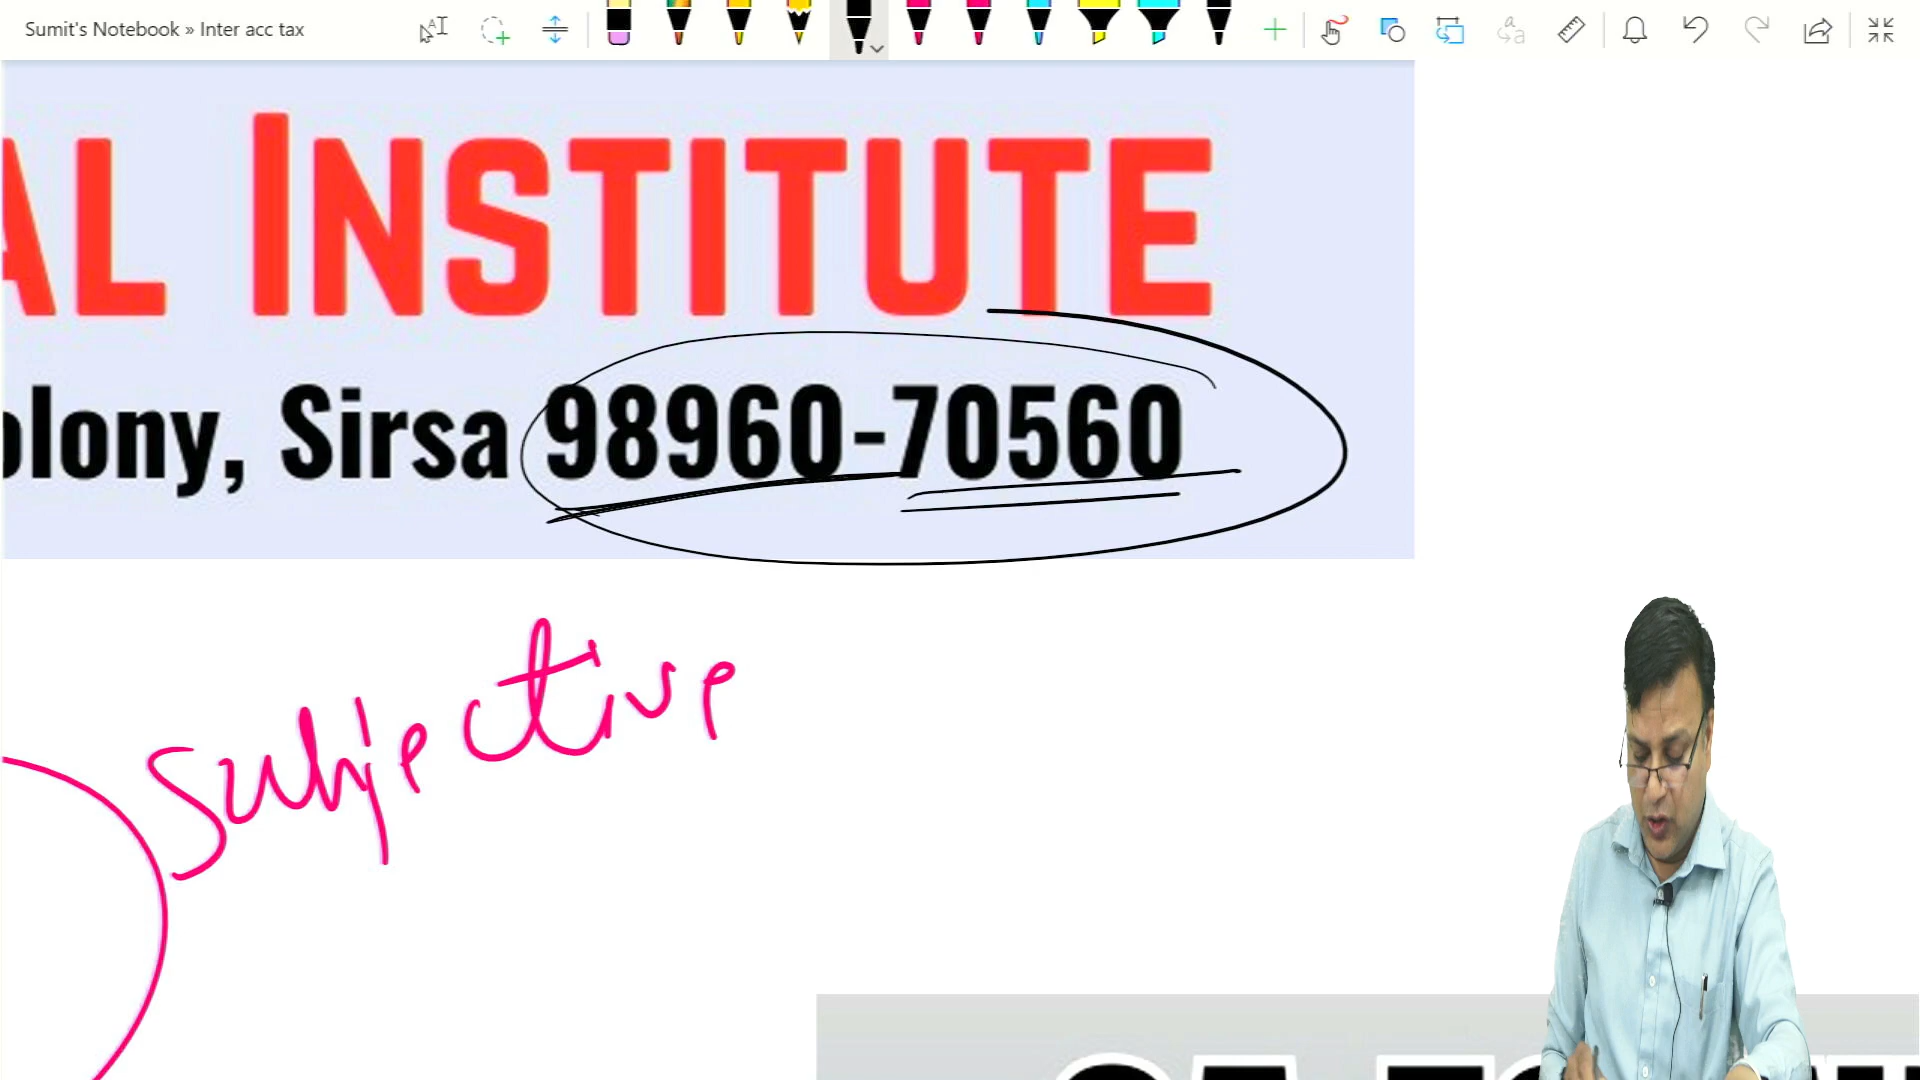 Sumit's Notebook » Inter acc tax
AL INSTITUTE
olony, Sirsa 98960-70560
subjective